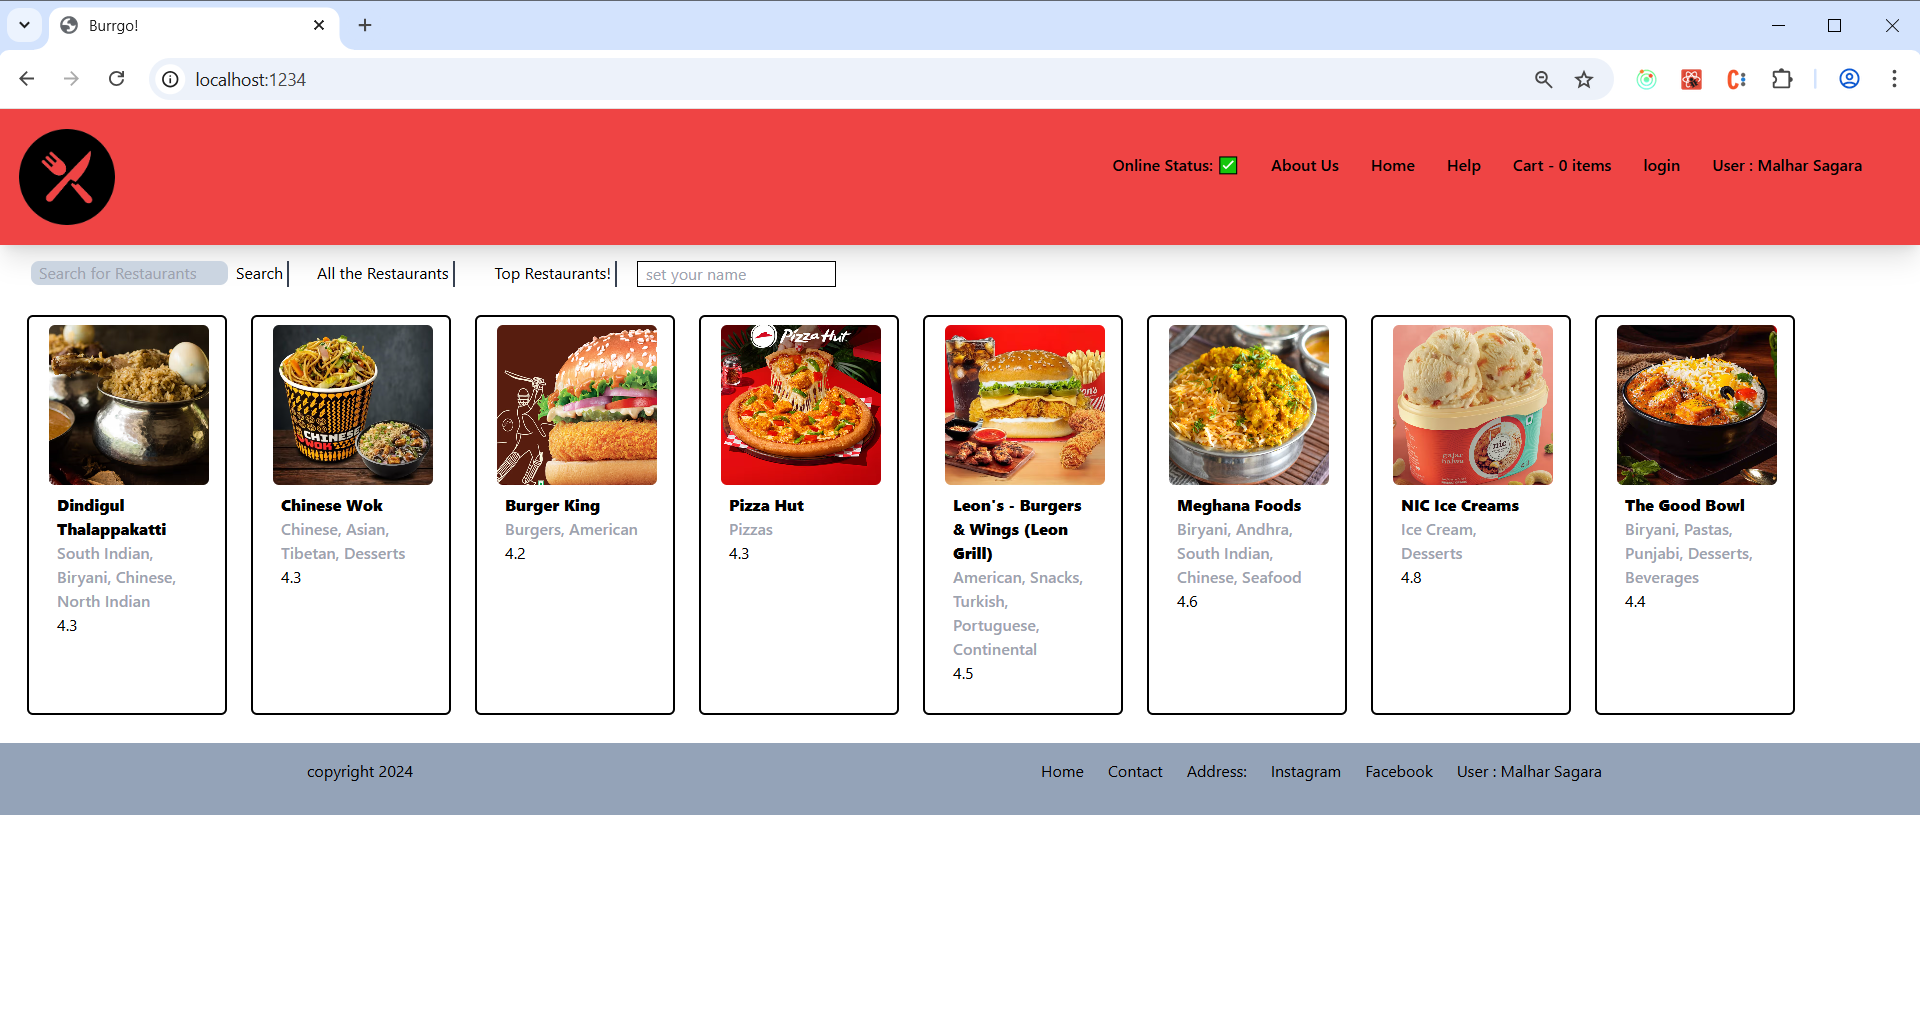 Burrgo!
localhost:1234
Online Status: ✅ About Us Home Help Cart - 0 items login User : Malhar Sagara
Search for Restaurants Search All the Restaurants Top Restaurants! set your name
CHINESE
WOK
Pizza Hut
nic
Dindigul
Thalappakatti
South Indian,
Biryani, Chinese,
North Indian
4.3
Chinese Wok
Chinese, Asian,
Tibetan, Desserts
4.3
Burger King
Burgers, American
4.2
Pizza Hut
Pizzas
4.3
Leon's - Burgers
& Wings (Leon
Grill)
American, Snacks,
Turkish,
Portuguese,
Continental
4.5
Meghana Foods
Biryani, Andhra,
South Indian,
Chinese, Seafood
4.6
NIC Ice Creams
Ice Cream,
Desserts
4.8
The Good Bowl
Biryani, Pastas,
Punjabi, Desserts,
Beverages
4.4
copyright 2024 Home Contact Address: Instagram Facebook User : Malhar Sagara